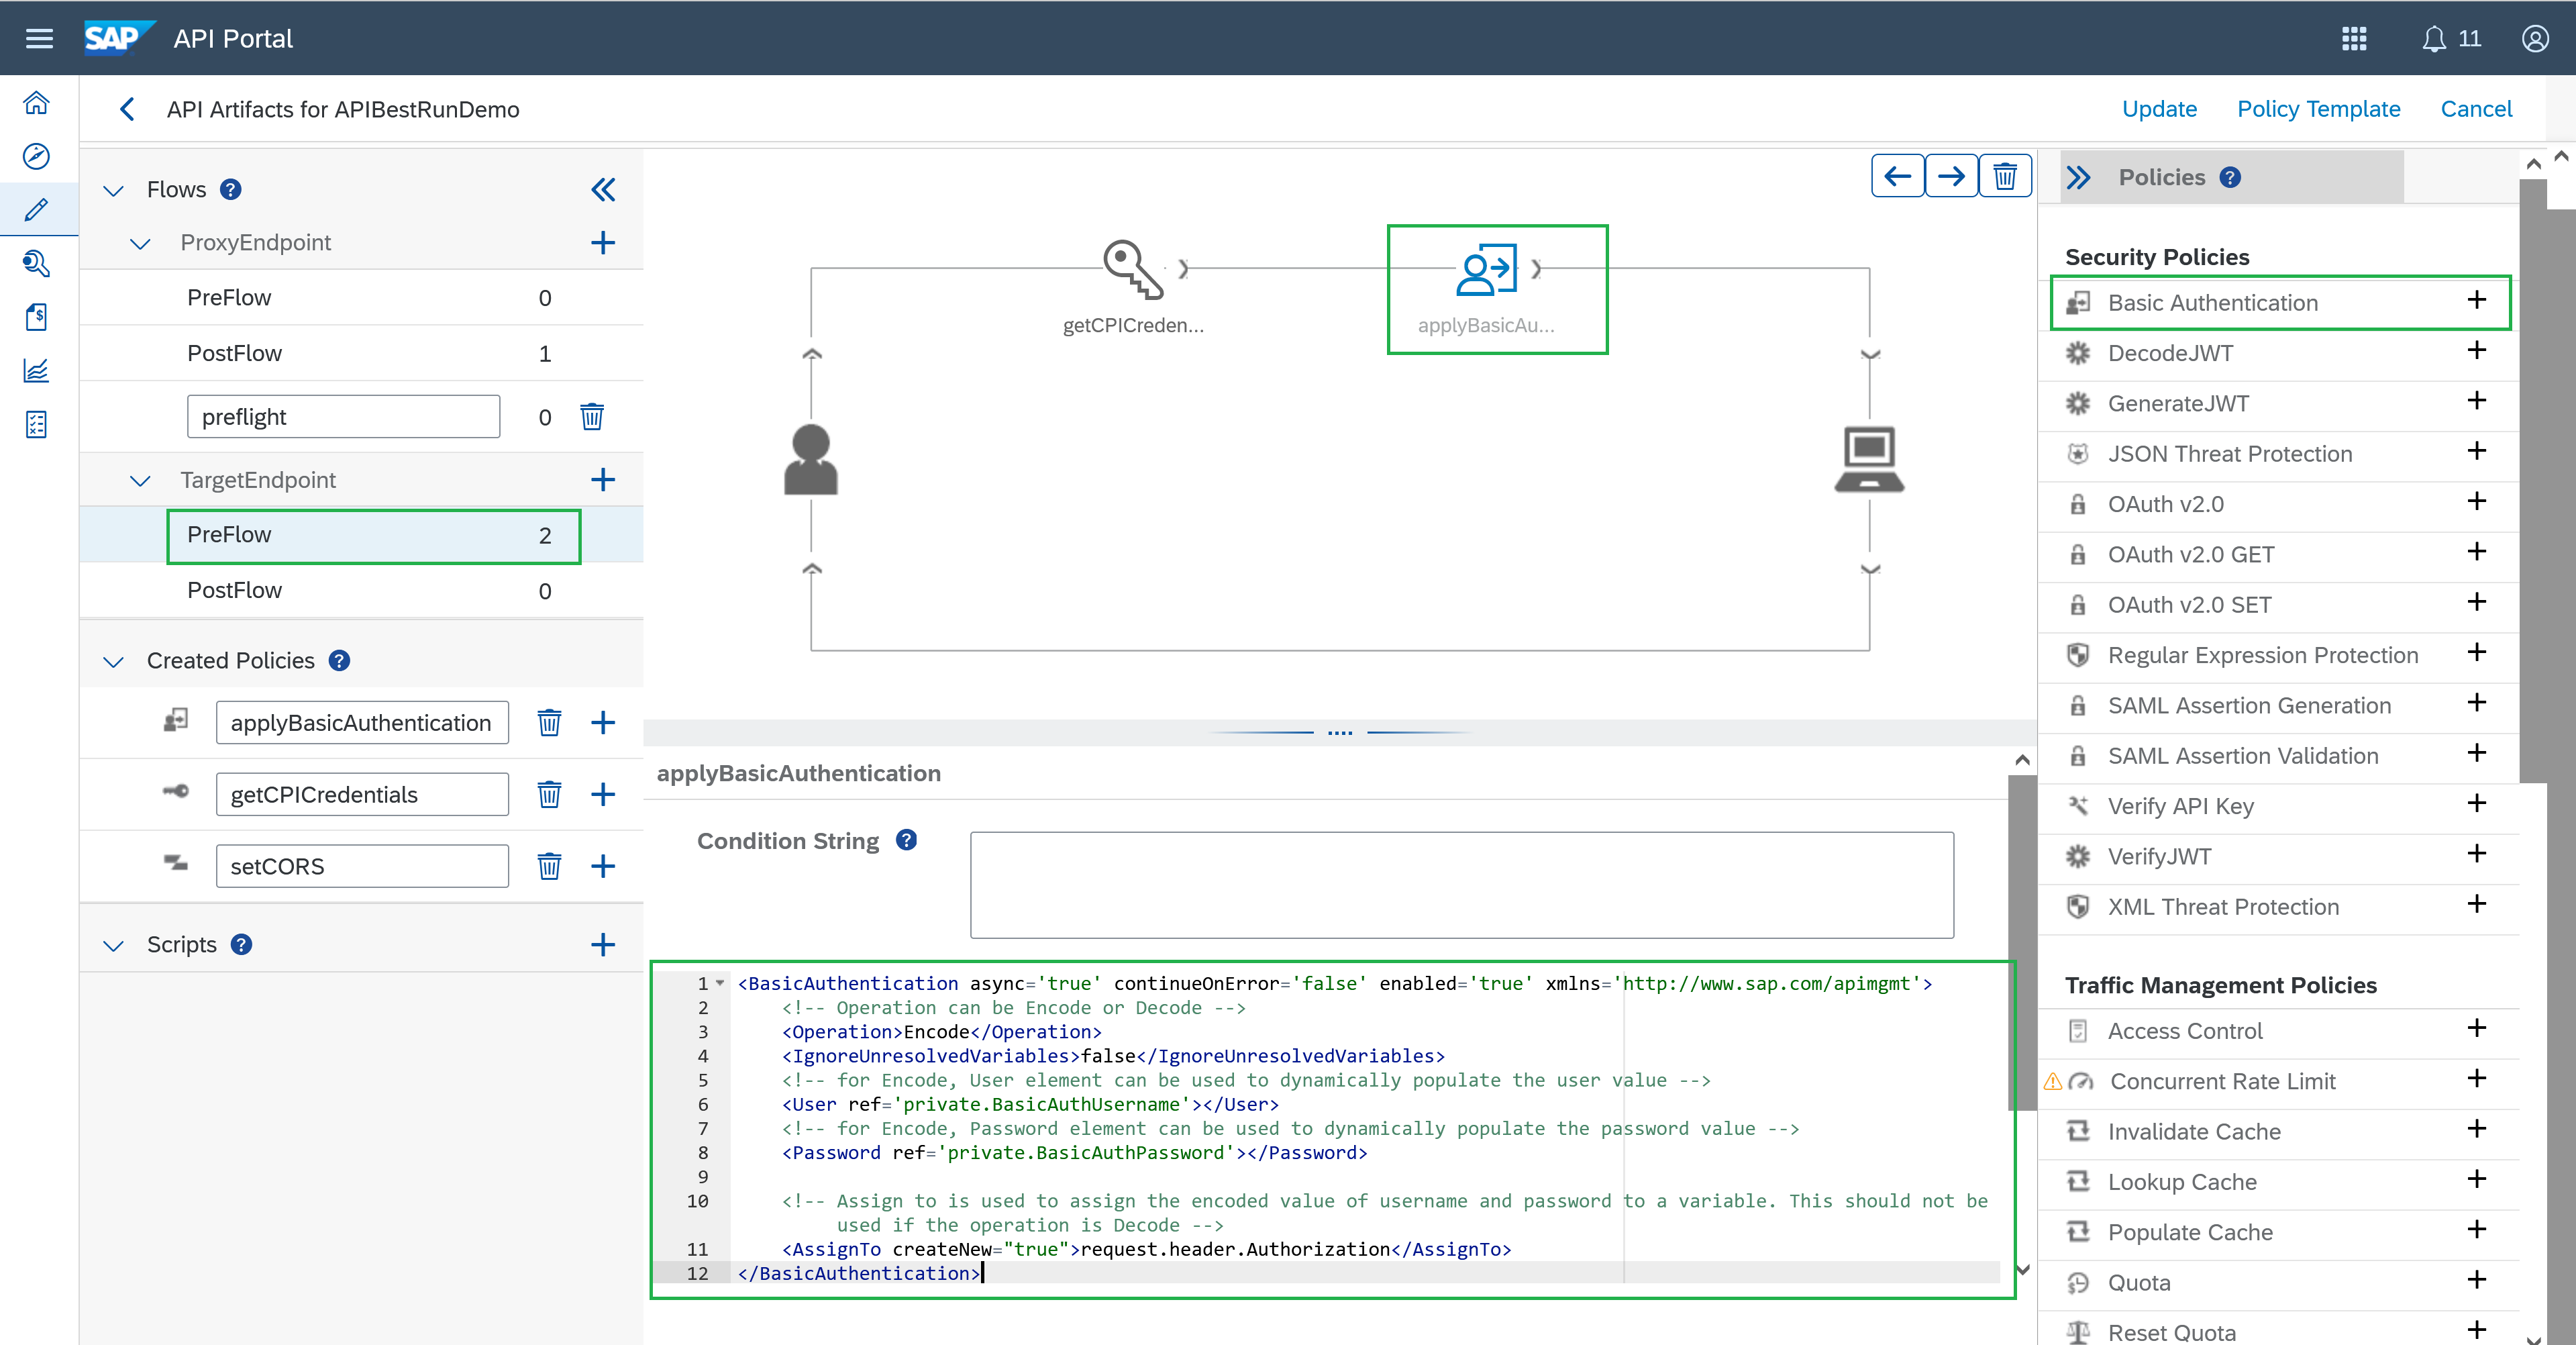 SAP API Portal
11
API Artifacts for APIBestRunDemo
Update Policy Template Cancel
Flows ?
ProxyEndpoint
PreFlow 0
PostFlow 1
preflight 0
TargetEndpoint
PreFlow 2
PostFlow 0
Created Policies ?
applyBasicAuthentication
getCPICredentials
setCORS
Scripts ?
getCPICreden...
applyBasicAu...
applyBasicAuthentication
Condition String ?
1 <BasicAuthentication async='true' continueOnError='false' enabled='true' xmlns='http://www.sap.com/apimgmt'>
2 <!-- Operation can be Encode or Decode -->
3 <Operation>Encode</Operation>
4 <IgnoreUnresolvedVariables>false</IgnoreUnresolvedVariables>
5 <!-- for Encode, User element can be used to dynamically populate the user value -->
6 <User ref='private.BasicAuthUsername'></User>
7 <!-- for Encode, Password element can be used to dynamically populate the password value -->
8 <Password ref='private.BasicAuthPassword'></Password>
9
10 <!-- Assign to is used to assign the encoded value of username and password to a variable. This should not be
used if the operation is Decode -->
11 <AssignTo createNew="true">request.header.Authorization</AssignTo>
12 </BasicAuthentication>
Policies ?
Security Policies
Basic Authentication
DecodeJWT
GenerateJWT
JSON Threat Protection
OAuth v2.0
OAuth v2.0 GET
OAuth v2.0 SET
Regular Expression Protection
SAML Assertion Generation
SAML Assertion Validation
Verify API Key
VerifyJWT
XML Threat Protection
Traffic Management Policies
Access Control
Concurrent Rate Limit
Invalidate Cache
Lookup Cache
Populate Cache
Quota
Reset Quota